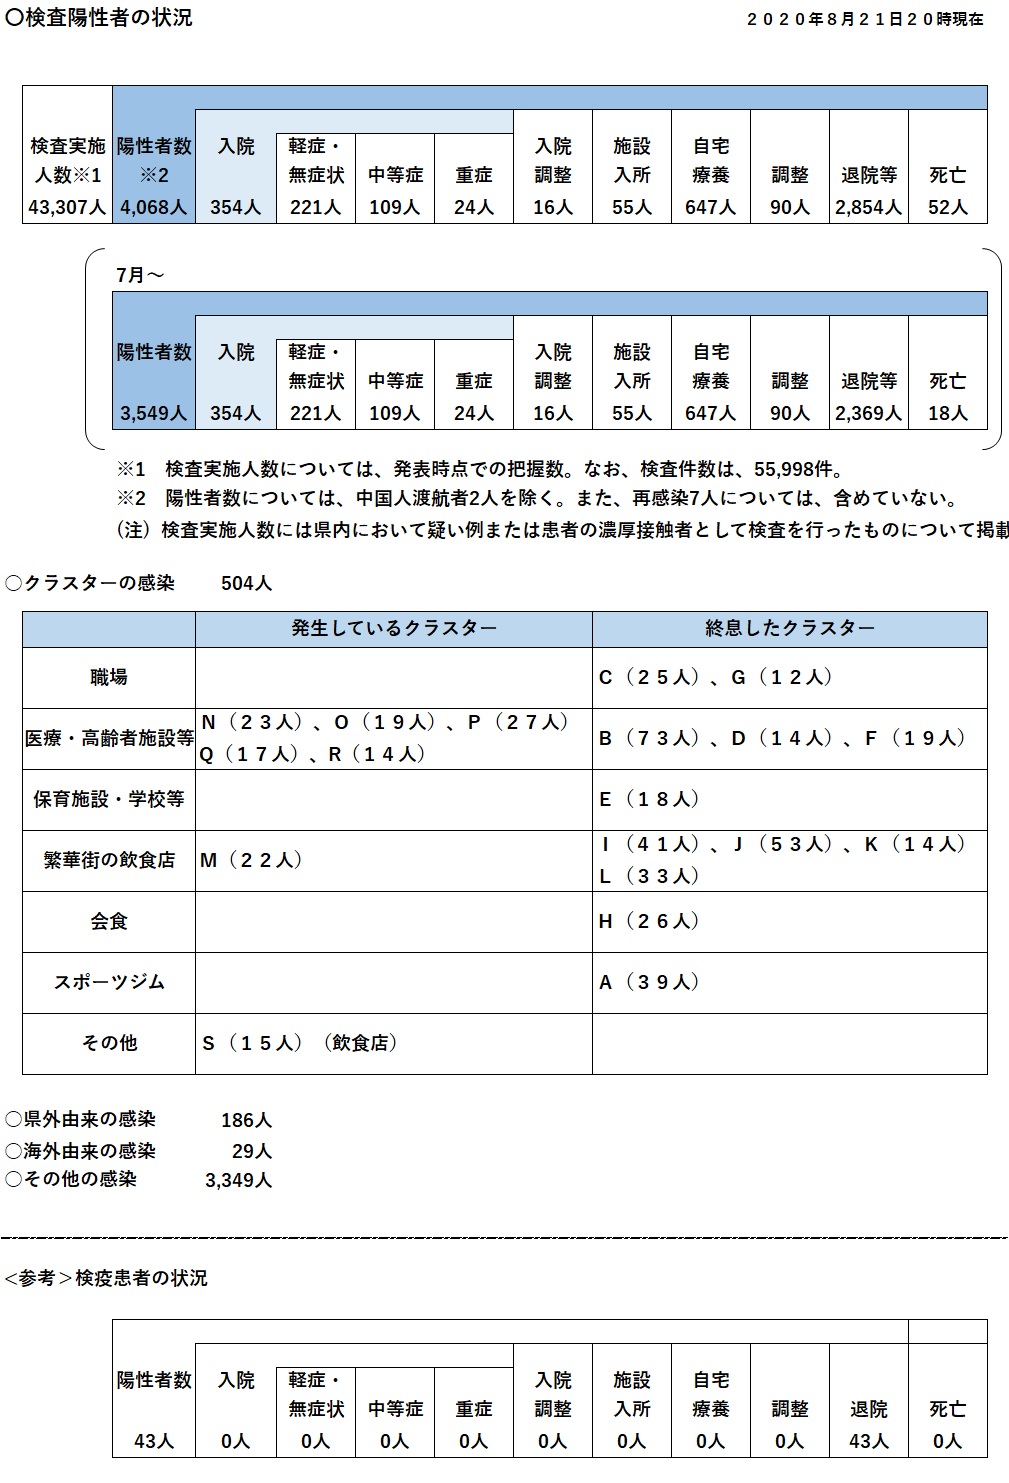 〇検査陽性者の状況
２０２０年８月２１日２０時現在
検査実施人数※1 陽性者数※2 入院 軽症・無症状 中等症 重症 入院調整 施設入所 自宅療養 調整 退院等 死亡
43,307人 4,068人 354人 221人 109人 24人 16人 55人 647人 90人 2,854人 52人
7月～
陽性者数 入院 軽症・無症状 中等症 重症 入院調整 施設入所 自宅療養 調整 退院等 死亡
3,549人 354人 221人 109人 24人 16人 55人 647人 90人 2,369人 18人
※1　検査実施人数については、発表時点での把握数。なお、検査件数は、55,998件。
※2　陽性者数については、中国人渡航者2人を除く。また、再感染7人については、含めていない。
（注）検査実施人数には県内において疑い例または患者の濃厚接触者として検査を行ったものについて掲載
〇クラスターの感染 504人
発生しているクラスター 終息したクラスター
職場 Ｃ（２５人）、Ｇ（１２人）
医療・高齢者施設等 Ｎ（２３人）、Ｏ（１９人）、Ｐ（２７人）
Ｑ（１７人）、Ｒ（１４人） Ｂ（７３人）、Ｄ（１４人）、Ｆ（１９人）
保育施設・学校等 Ｅ（１８人）
繁華街の飲食店 Ｍ（２２人） Ｉ（４１人）、Ｊ（５３人）、Ｋ（１４人）
Ｌ（３３人）
会食 Ｈ（２６人）
スポーツジム Ａ（３９人）
その他 Ｓ（１５人）（飲食店）
〇県外由来の感染 186人
〇海外由来の感染 29人
〇その他の感染 3,349人
<参考＞検疫患者の状況
陽性者数 入院 軽症・無症状 中等症 重症 入院調整 施設入所 自宅療養 調整 退院 死亡
43人 0人 0人 0人 0人 0人 0人 0人 0人 43人 0人